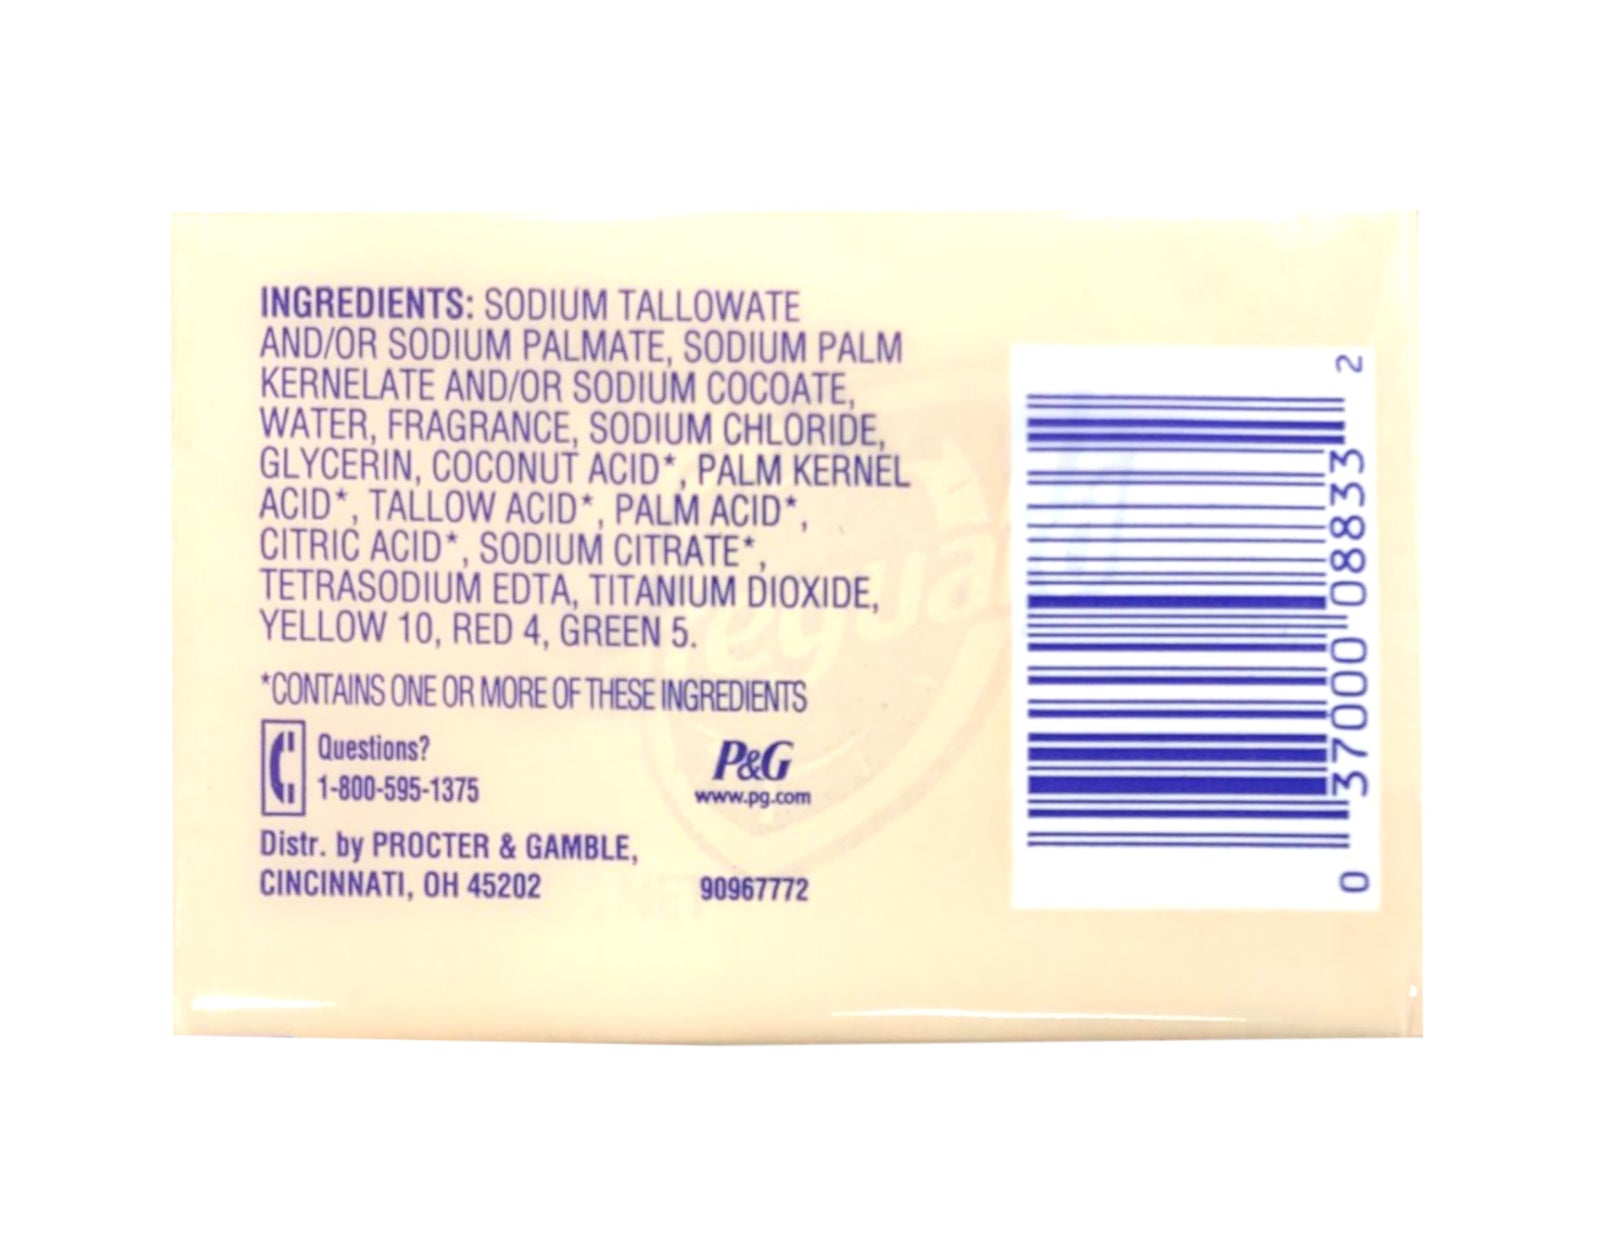 INGREDIENTS: SODIUM TALLOWATE
AND/OR SODIUM PALMATE, SODIUM PALM
KERNELATE AND/OR SODIUM COCOATE,
WATER, FRAGRANCE, SODIUM CHLORIDE,
GLYCERIN, COCONUT ACID*, PALM KERNEL
ACID*, TALLOW ACID*, PALM ACID*,
CITRIC ACID*, SODIUM CITRATE*,
TETRASODIUM EDTA, TITANIUM DIOXIDE,
YELLOW 10, RED 4, GREEN 5.
*CONTAINS ONE OR MORE OF THESE INGREDIENTS
Questions?
1-800-595-1375
P&G
www.pg.com
Distr. by PROCTER & GAMBLE,
CINCINNATI, OH 45202
90967772
0 37000 08833 2